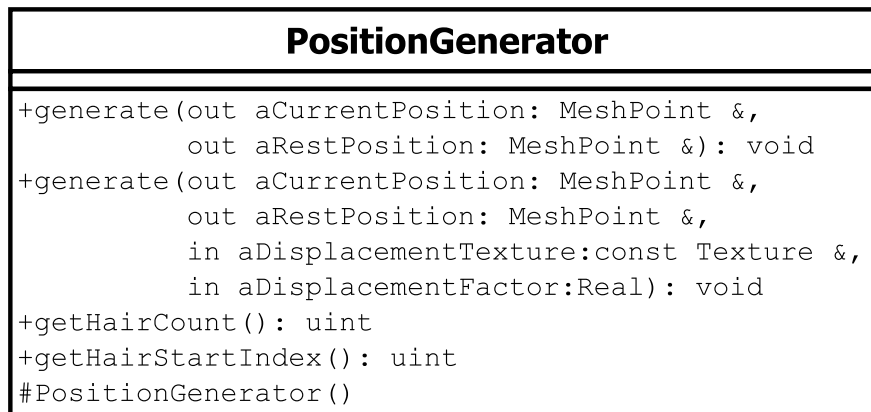 PositionGenerator
+generate(out aCurrentPosition: MeshPoint &,
out aRestPosition: MeshPoint &): void
+generate(out aCurrentPosition: MeshPoint &,
out aRestPosition: MeshPoint &,
in aDisplacementTexture:const Texture &,
in aDisplacementFactor:Real): void
+getHairCount(): uint
+getHairStartIndex(): uint
#PositionGenerator()